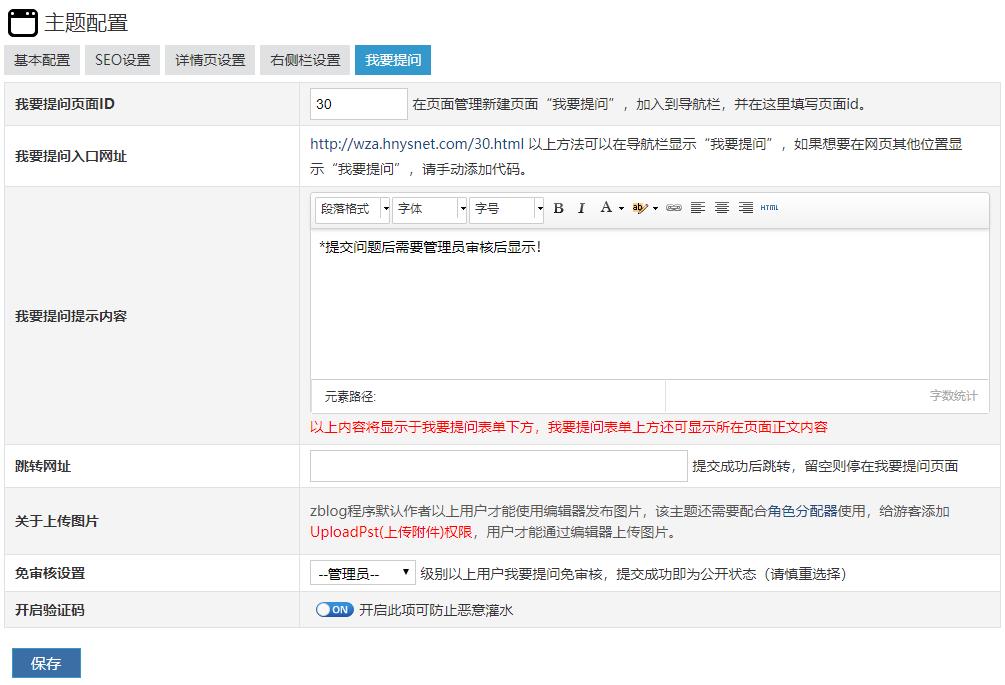 主题配置
基本配置 SEO设置 详情页设置 右侧栏设置 我要提问
我要提问页面ID 30 在页面管理新建页面“我要提问”，加入到导航栏，并在这里填写页面id。
我要提问入口网址 http://wza.hnysnet.com/30.html 以上方法可以在导航栏显示“我要提问”，如果想要在网页其他位置显
示“我要提问”，请手动添加代码。
段落格式 字体 字号 B I A ab HTML
*提交问题后需要管理员审核后显示！
我要提问提示内容
元素路径: 字数统计
以上内容将显示于我要提问表单下方，我要提问表单上方还可显示所在页面正文内容
跳转网址 提交成功后跳转，留空则停在我要提问页面
关于上传图片 zblog程序默认作者以上用户才能使用编辑器发布图片，该主题还需要配合角色分配器使用，给游客添加
UploadPst(上传附件)权限，用户才能通过编辑器上传图片。
免审核设置 --管理员-- 级别以上用户我要提问免审核，提交成功即为公开状态（请慎重选择）
开启验证码 ON 开启此项可防止恶意灌水
保存